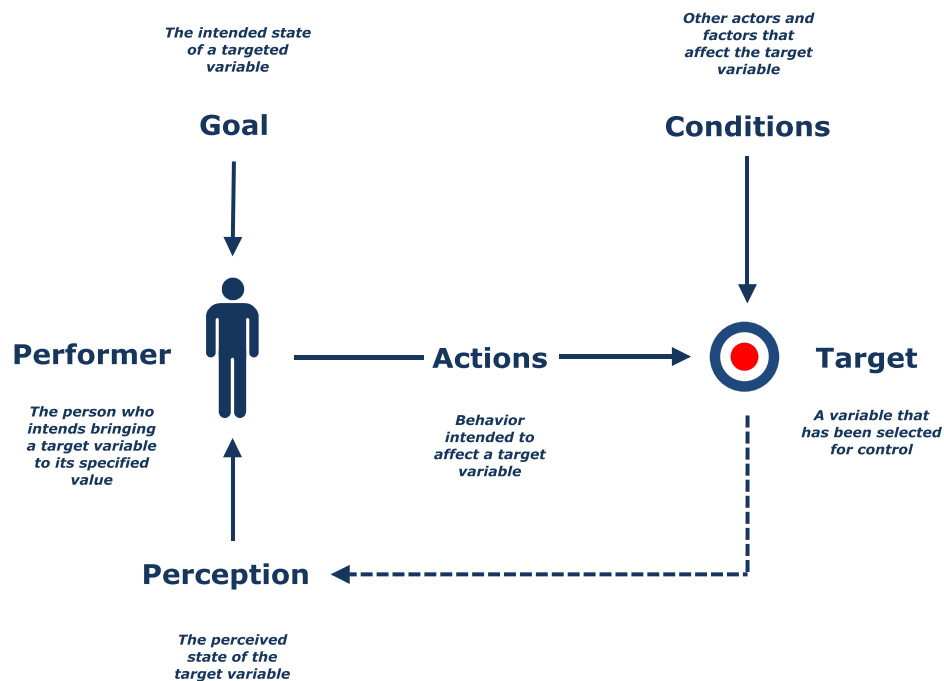 The intended state
of a targeted
variable
Goal
Other actors and
factors that
affect the target
variable
Conditions
Performer
The person who
intends bringing
a target variable
to its specified
value
Actions
Behavior
intended to
affect a target
variable
Target
A variable that
has been selected
for control
Perception
The perceived
state of the
target variable